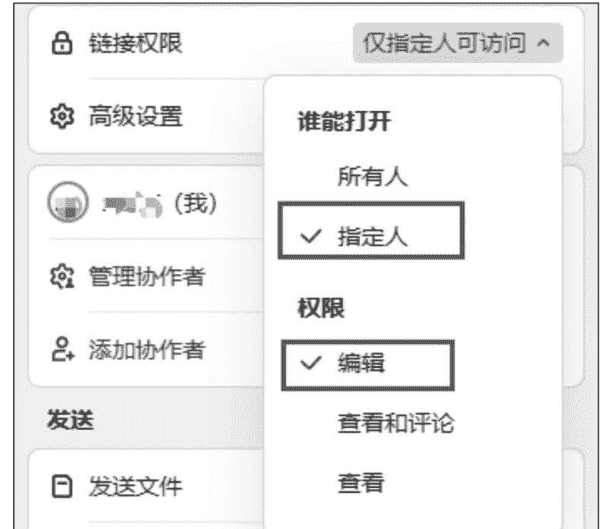 链接权限
仅指定人可访问
高级设置
谁能打开
所有人
(我)
指定人
管理协作者
权限
添加协作者
编辑
发送
查看和评论
发送文件
查看